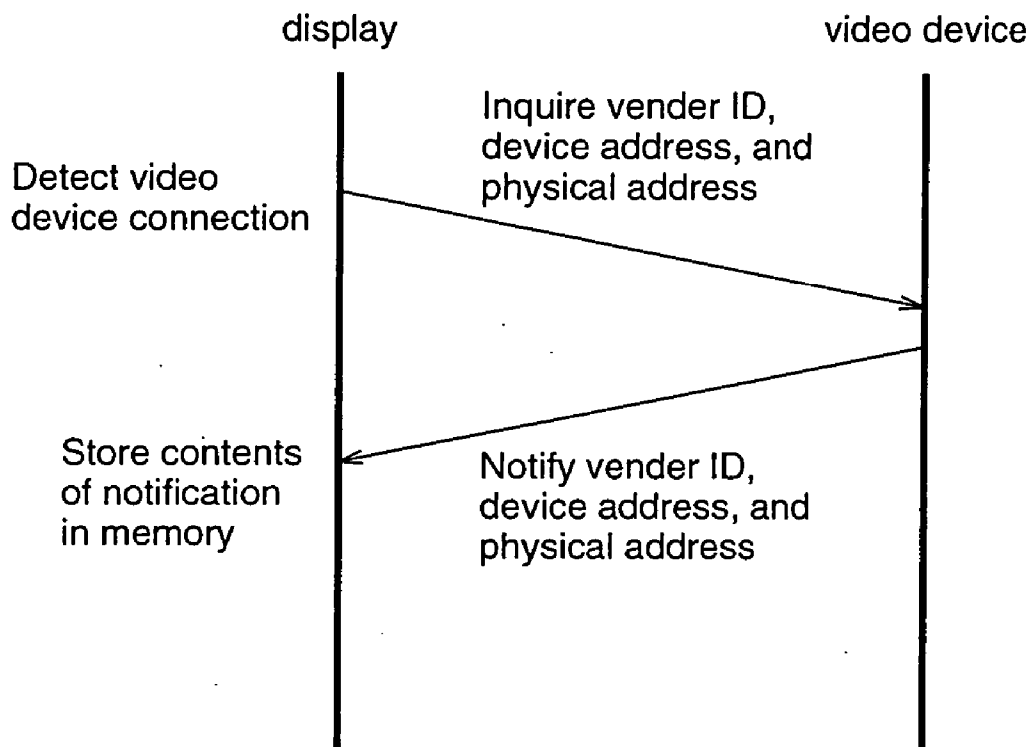 display
video device
Inquire vender ID,
device address, and
physical address
Detect video
device connection
Store contents
of notification
in memory
Notify vender ID,
device address, and
physical address